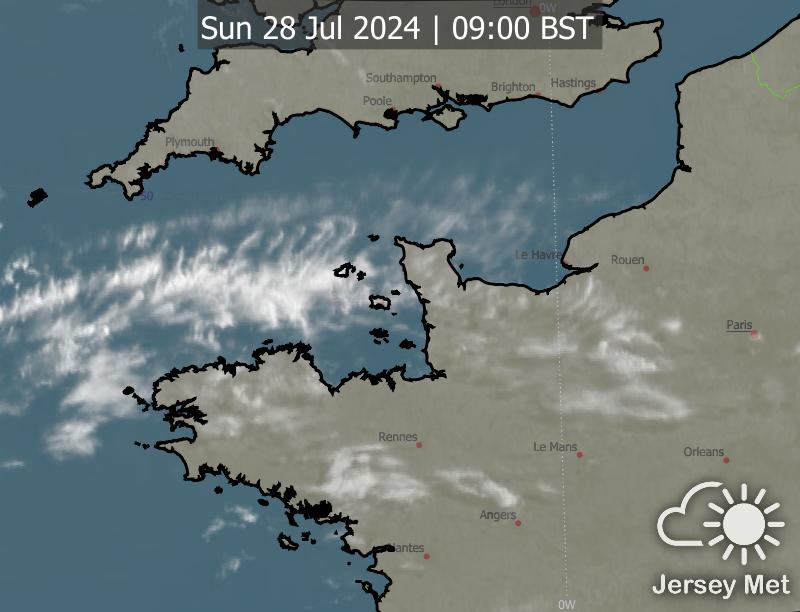 London
0W
Sun 28 Jul 2024 | 09:00 BST
Southampton
Brighton
Hastings
Poole
Plymouth
50
Le Havre
Rouen
Paris
Rennes
Le Mans
Orleans
Angers
Nantes
Jersey Met
0W